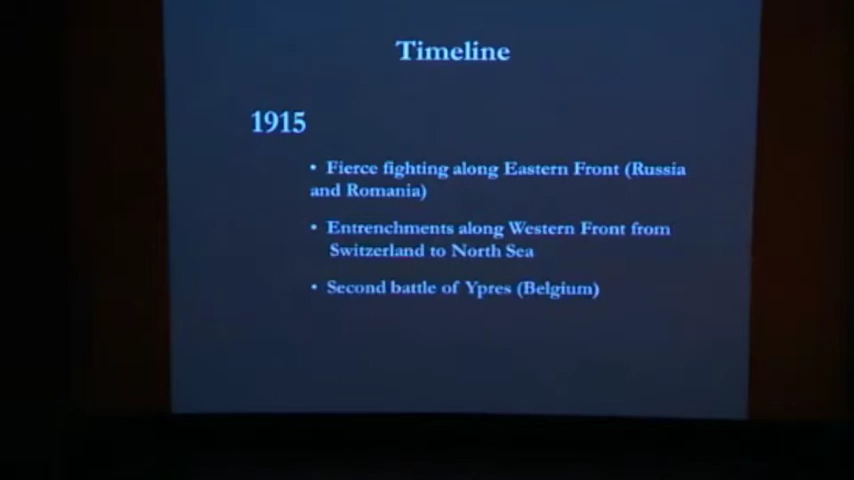 Timeline
1915
• Fierce fighting along Eastern Front (Russia
and Romania)
• Entrenchments along Western Front from
Switzerland to North Sea
• Second battle of Ypres (Belgium)